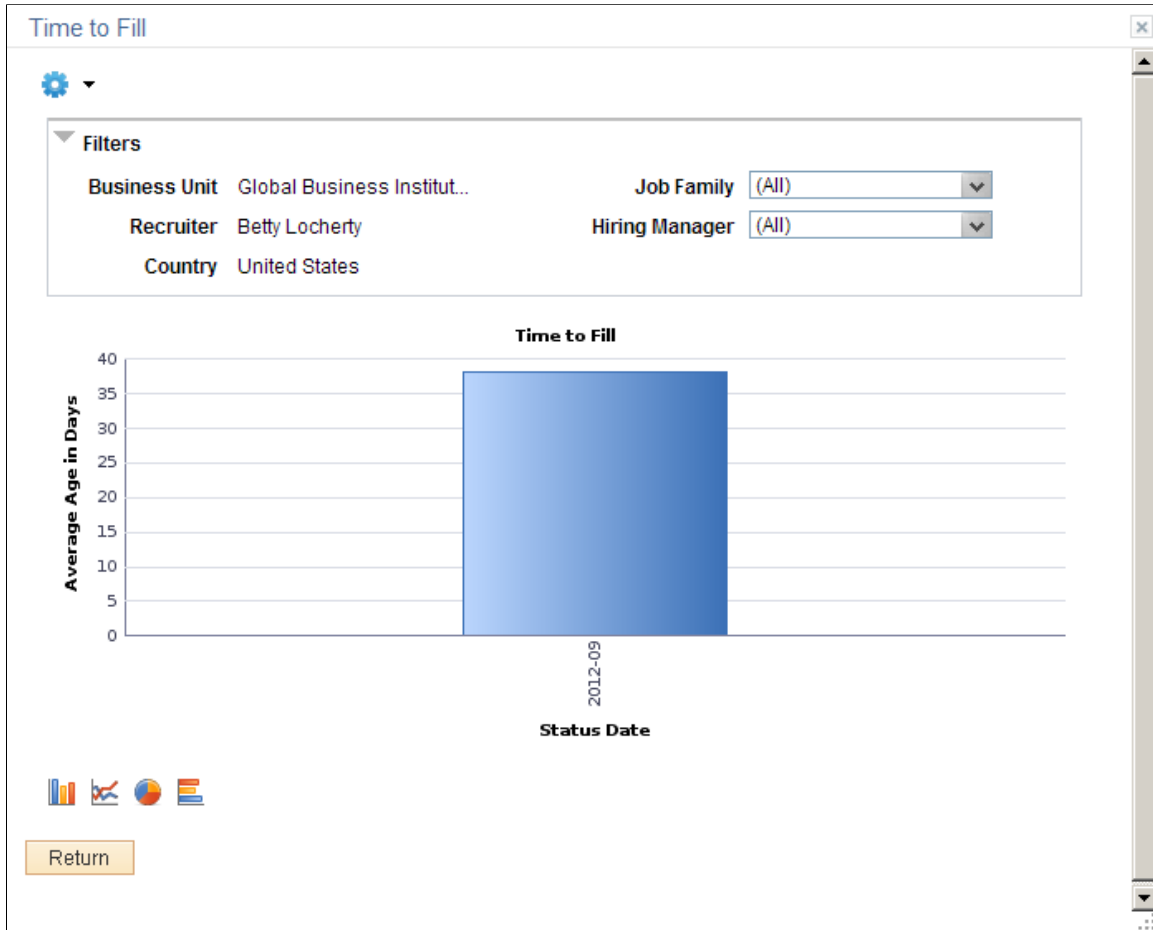 Time to Fill
Filters
Business Unit Global Business Institut... Job Family (All)
Recruiter Betty Locherty Hiring Manager (All)
Country United States
Time to Fill
40
35
30
25
20
15
10
5
0
Average Age in Days
2012-09
Status Date
Return